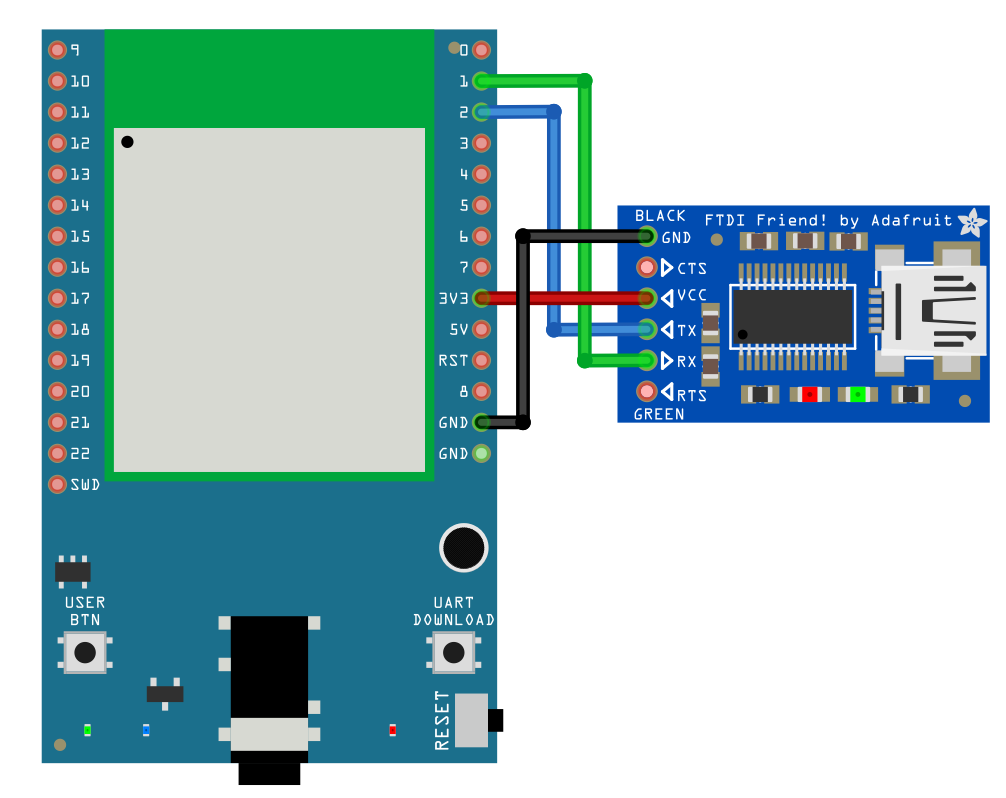 9
10
11
12
13
14
15
16
17
18
19
20
21
22
SWD
0
1
2
3
4
5
6
7
3V3
5V
RST
8
GND
GND
USER
BTN
UART
DOWNLOAD
RESET
BLACK
FTDI Friend! by Adafruit
GND
CTS
VCC
TX
RX
RTS
GREEN